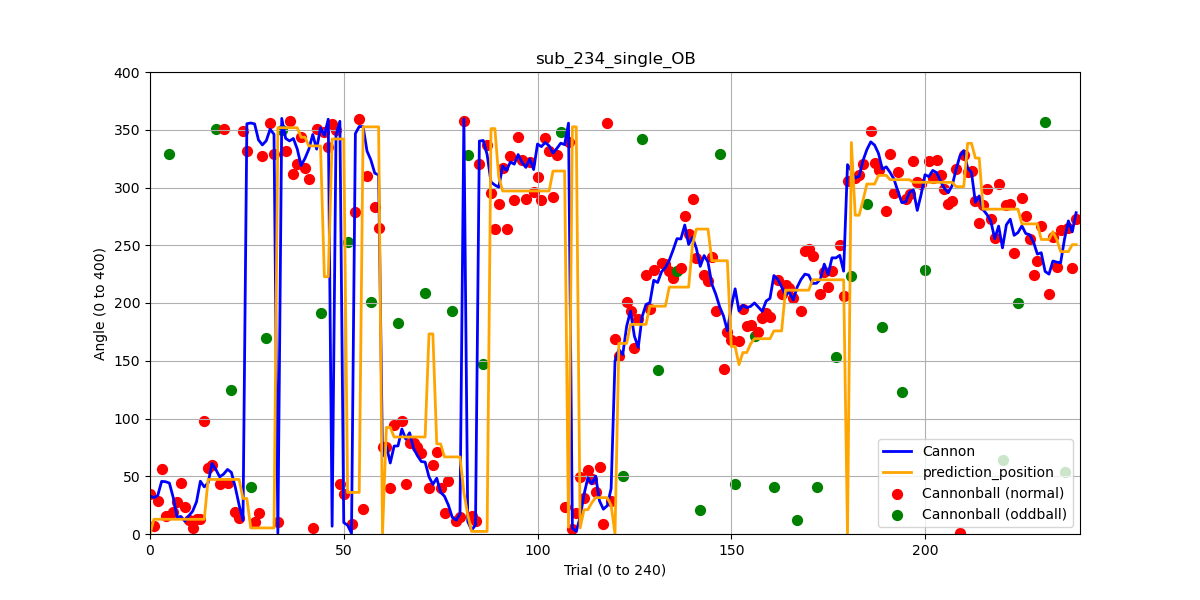 sub_234_single_OB
400
350
300
250
200
150
100
50
0
Angle (0 to 400)
0 50 100 150 200
Trial (0 to 240)
Cannon
prediction_position
Cannonball (normal)
Cannonball (oddball)